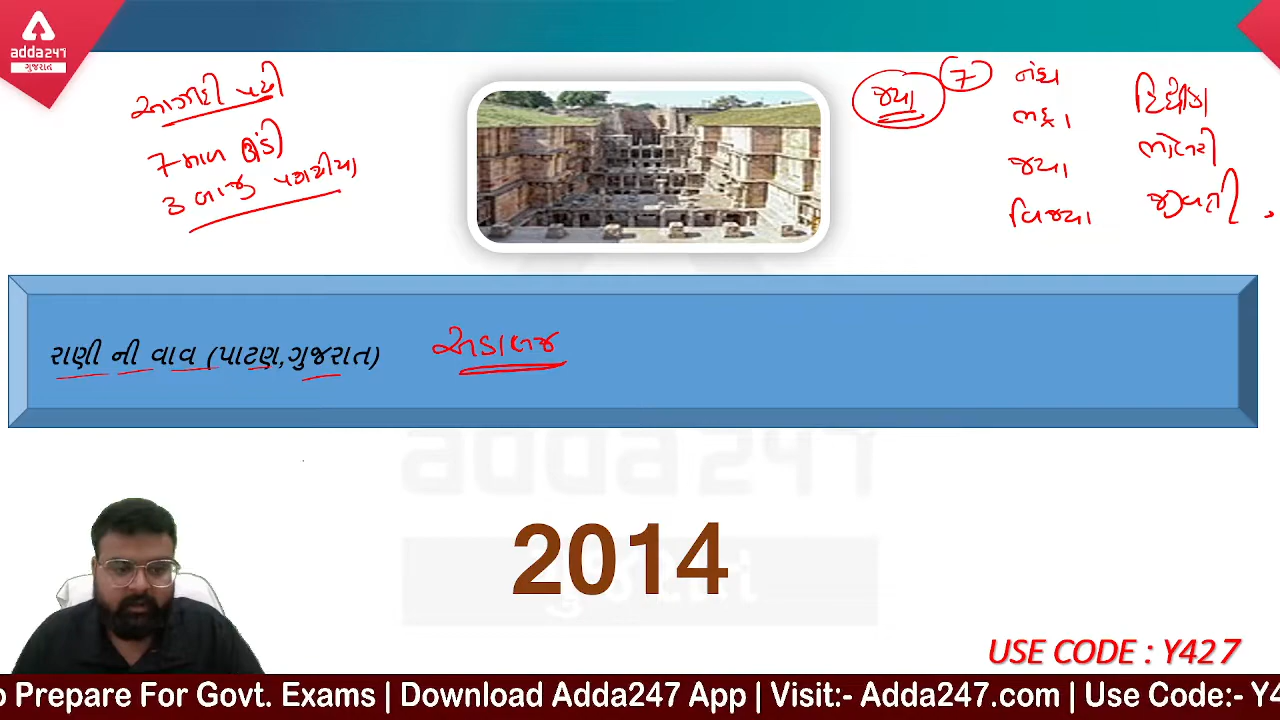 adda247
ગુજરાત
આઝાદી પછી
7 માળ ઊંડી
3 બાજુ પગથીયા
જયા
7
નંદા
ભદ્રા
જયા
વિજયા
રાણી ની વાવ (પાટણ,ગુજરાત)
અડાલજ
adda247
2014
USE CODE : Y427
o Prepare For Govt. Exams | Download Adda247 App | Visit:- Adda247.com | Use Code:- Y4